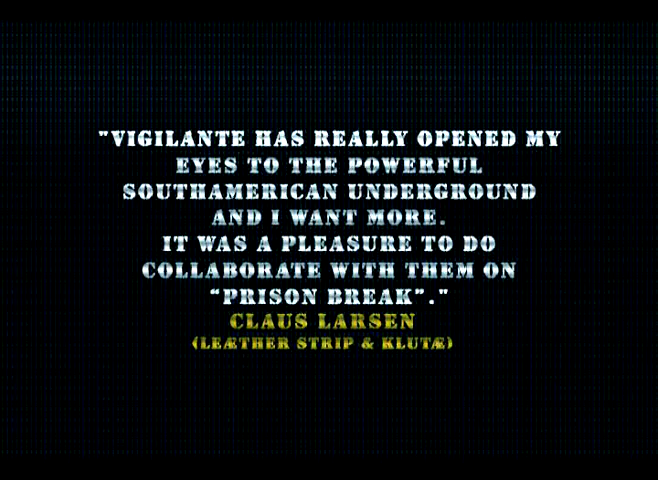 "VIGILANTE HAS REALLY OPENED MY
EYES TO THE POWERFUL
SOUTHAMERICAN UNDERGROUND
AND I WANT MORE.
IT WAS A PLEASURE TO DO
COLLABORATE WITH THEM ON
“PRISON BREAK”."
CLAUS LARSEN
(LEÆTHER STRIP & KLUTÆ)